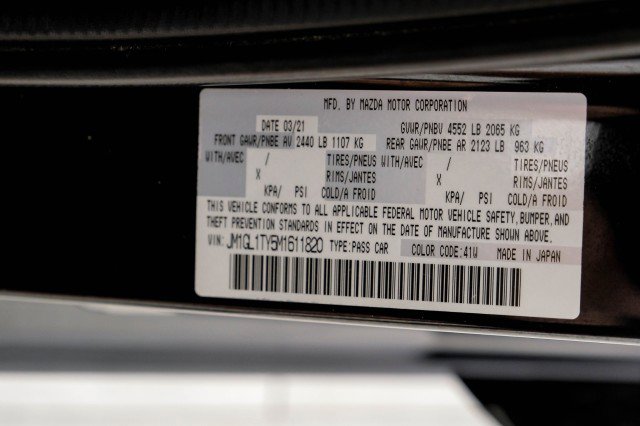 MFD. BY MAZDA MOTOR CORPORATION
DATE 03/21 GVWR/PNBV 4552 LB 2065 KG
FRONT GAWR/PNBE AV 2440 LB 1107 KG REAR GAWR/PNBE AR 2123 LB 963 KG
WITH/AVEC / TIRES/PNEUS WITH/AVEC / TIRES/PNEUS
X RIMS/JANTES X RIMS/JANTES
KPA/ PSI COLD/A FROID KPA/ PSI COLD/A FROID
THIS VEHICLE CONFORMS TO ALL APPLICABLE FEDERAL MOTOR VEHICLE SAFETY, BUMPER, AND
THEFT PREVENTION STANDARDS IN EFFECT ON THE DATE OF MANUFACTURE SHOWN ABOVE.
VIN: JM1GL1TY5M1611820 TYPE: PASS CAR COLOR CODE: 41W MADE IN JAPAN